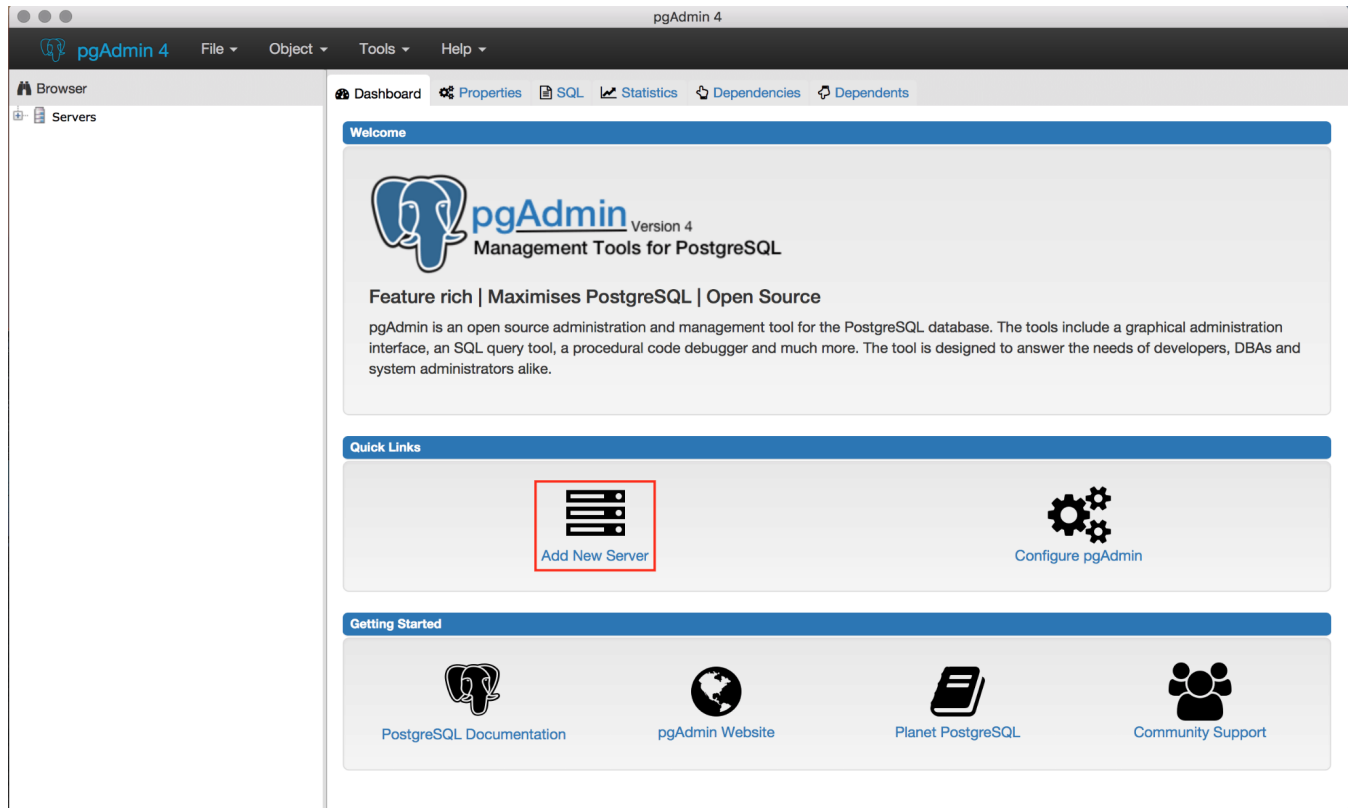 pgAdmin 4
pgAdmin 4 File Object Tools Help
Browser
Servers
Dashboard Properties SQL Statistics Dependencies Dependents
Welcome
pgAdmin Version 4
Management Tools for PostgreSQL
Feature rich | Maximises PostgreSQL | Open Source
pgAdmin is an open source administration and management tool for the PostgreSQL database. The tools include a graphical administration
interface, an SQL query tool, a procedural code debugger and much more. The tool is designed to answer the needs of developers, DBAs and
system administrators alike.
Quick Links
Add New Server Configure pgAdmin
Getting Started
PostgreSQL Documentation pgAdmin Website Planet PostgreSQL Community Support